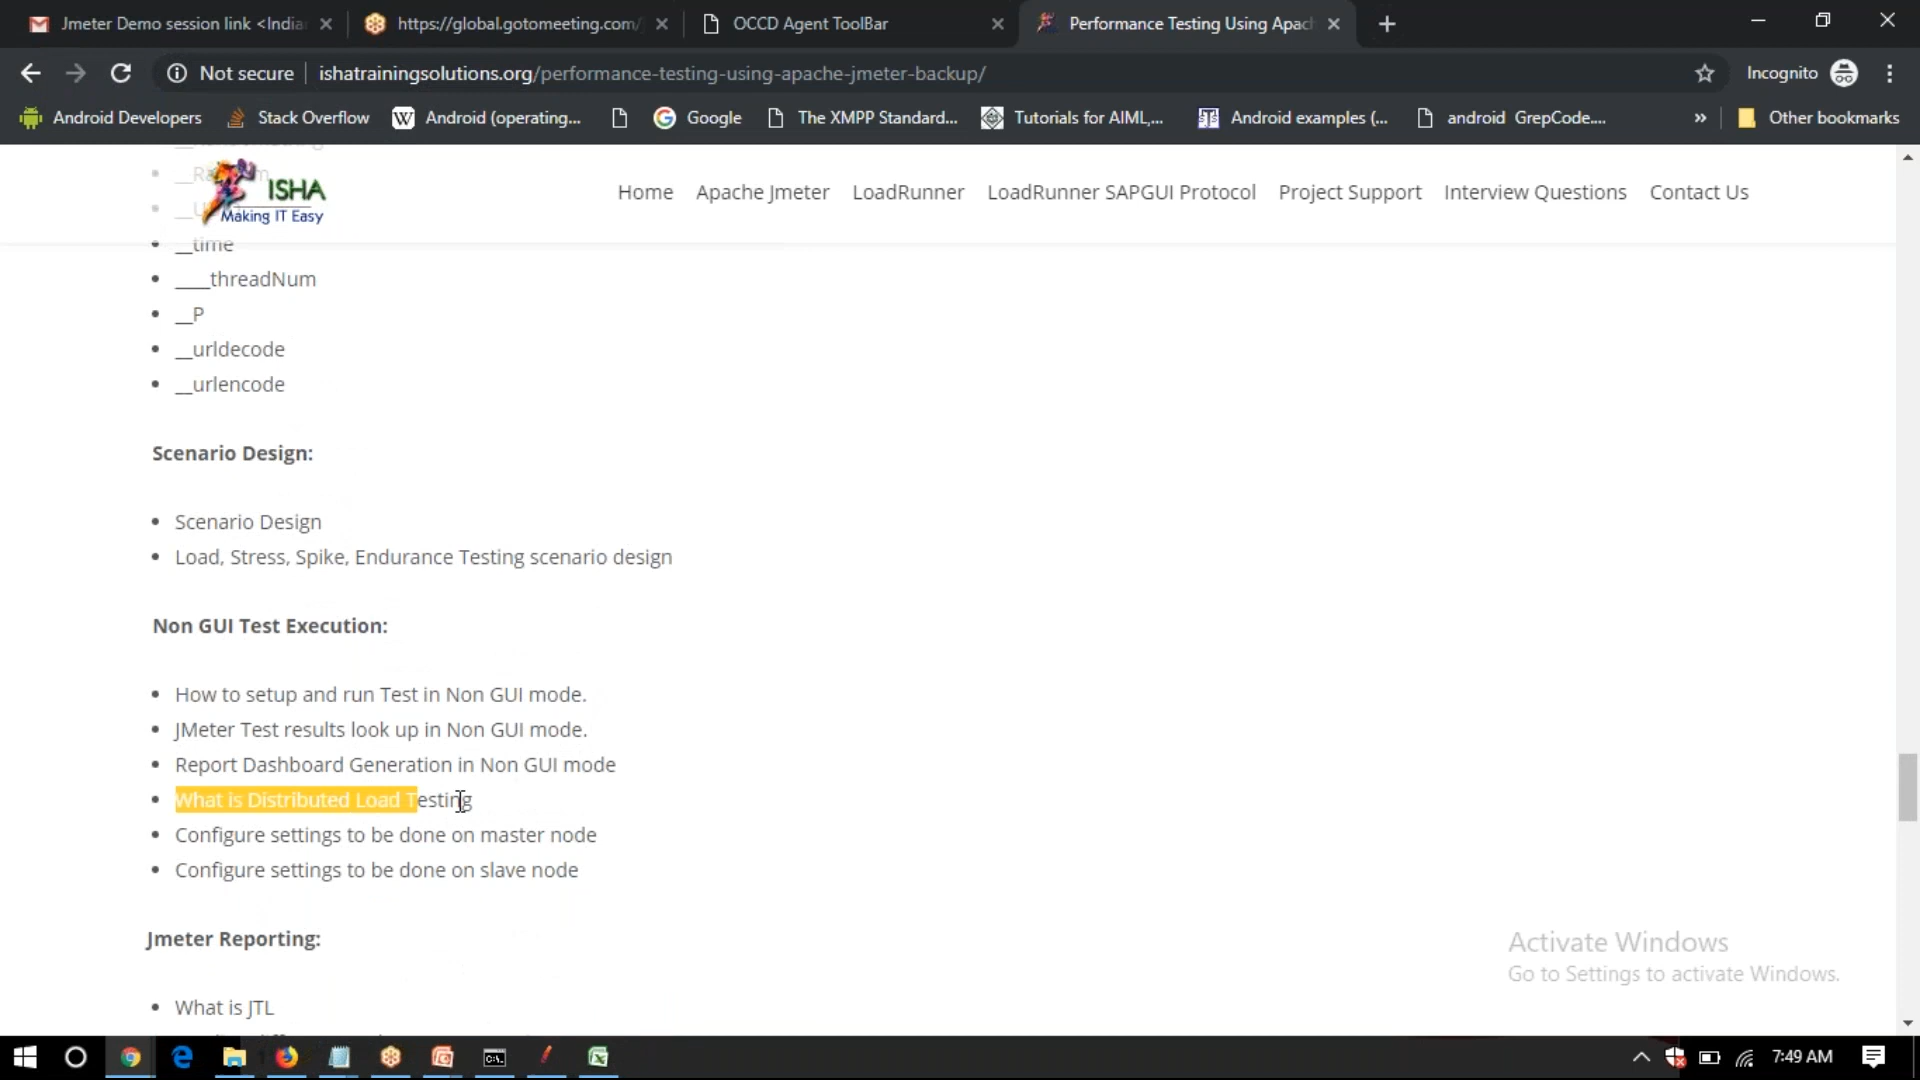 Jmeter Demo session link <India
https://global.gotomeeting.com/
OCCD Agent ToolBar
Performance Testing Using Apac
Not secure
ishatrainingsolutions.org/performance-testing-using-apache-jmeter-backup/
Incognito
Android Developers
Stack Overflow
Android (operating...
Google
The XMPP Standard...
Tutorials for AIML,...
Android examples (...
android GrepCode....
»
Other bookmarks
ISHA
Making IT Easy
Home
Apache Jmeter
LoadRunner
LoadRunner SAPGUI Protocol
Project Support
Interview Questions
Contact Us
__time
____threadNum
__P
__urldecode
__urlencode
Scenario Design:
Scenario Design
Load, Stress, Spike, Endurance Testing scenario design
Non GUI Test Execution:
How to setup and run Test in Non GUI mode.
JMeter Test results look up in Non GUI mode.
Report Dashboard Generation in Non GUI mode
What is Distributed Load Testing
Configure settings to be done on master node
Configure settings to be done on slave node
Jmeter Reporting:
What is JTL
Activate Windows
Go to Settings to activate Windows.
7:49 AM